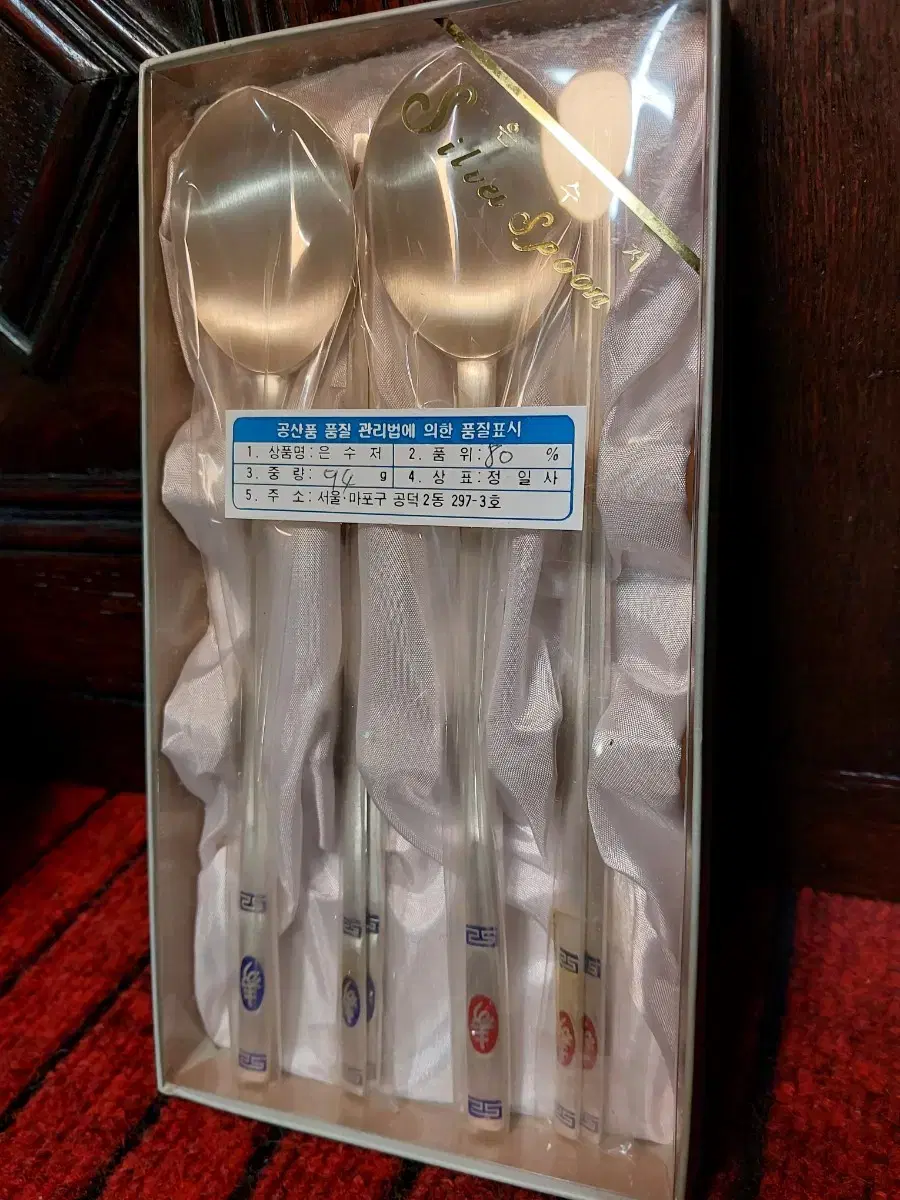 Silver Spoon
은 수 저
공산품 품질 관리법에 의한 품질표시
1. 상품명: 은 수 저 2. 품 위: 80 %
3. 중 량: 94 g 4. 상 표: 정 일 사
5. 주 소: 서울·마포구 공덕2동 297-3호